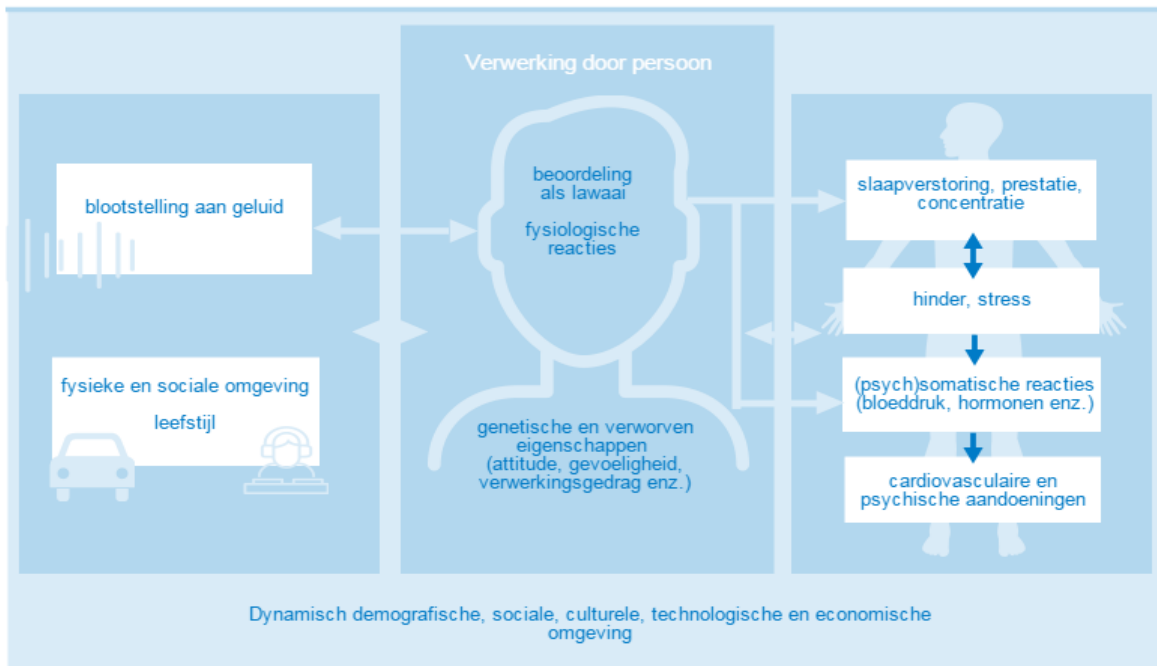 Verwerking door persoon
blootstelling aan geluid
fysieke en sociale omgeving
leefstijl
beoordeling
als lawaai
fysiologische
reacties
genetische en verworven
eigenschappen
(attitude, gevoeligheid,
verwerkingsgedrag enz.)
slaapverstoring, prestatie,
concentratie
hinder, stress
(psych)somatische reacties
(bloeddruk, hormonen enz.)
cardiovasculaire en
psychische aandoeningen
Dynamisch demografische, sociale, culturele, technologische en economische
omgeving